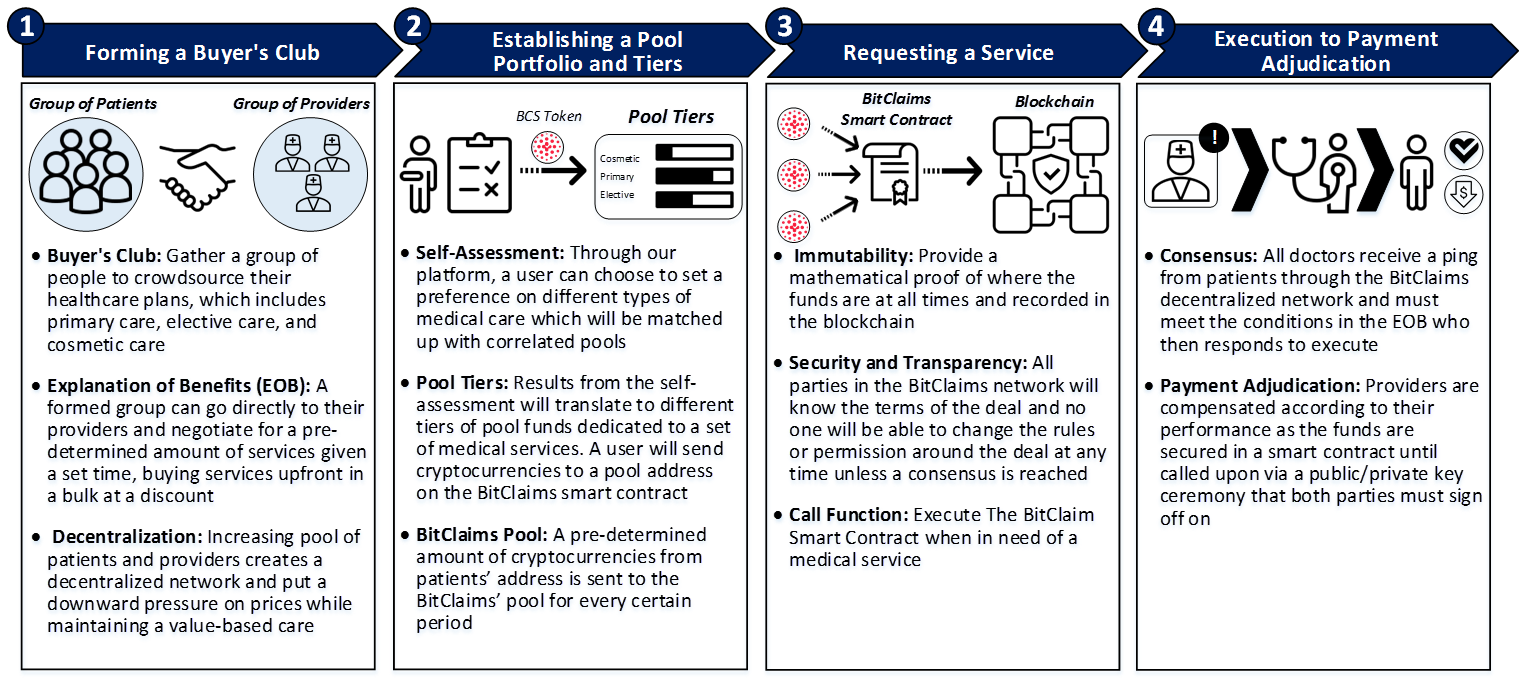 1
Forming a Buyer's Club
Group of Patients
Group of Providers
• Buyer's Club: Gather a group of
people to crowdsource their
healthcare plans, which includes
primary care, elective care, and
cosmetic care
• Explanation of Benefits (EOB): A
formed group can go directly to their
providers and negotiate for a pre-
determined amount of services given
a set time, buying services upfront in
a bulk at a discount
• Decentralization: Increasing pool of
patients and providers creates a
decentralized network and put a
downward pressure on prices while
maintaining a value-based care
2
Establishing a Pool
Portfolio and Tiers
BCS Token
Pool Tiers
Cosmetic
Primary
Elective
• Self-Assessment: Through our
platform, a user can choose to set a
preference on different types of
medical care which will be matched
up with correlated pools
• Pool Tiers: Results from the self-
assessment will translate to different
tiers of pool funds dedicated to a set
of medical services. A user will send
cryptocurrencies to a pool address
on the BitClaims smart contract
• BitClaims Pool: A pre-determined
amount of cryptocurrencies from
patients’ address is sent to the
BitClaims’ pool for every certain
period
3
Requesting a Service
BitClaims
Smart Contract
Blockchain
• Immutability: Provide a
mathematical proof of where the
funds are at all times and recorded in
the blockchain
• Security and Transparency: All
parties in the BitClaims network will
know the terms of the deal and no
one will be able to change the rules
or permission around the deal at any
time unless a consensus is reached
• Call Function: Execute The BitClaim
Smart Contract when in need of a
medical service
4
Execution to Payment
Adjudication
!
$
• Consensus: All doctors receive a ping
from patients through the BitClaims
decentralized network and must
meet the conditions in the EOB who
then responds to execute
• Payment Adjudication: Providers are
compensated according to their
performance as the funds are
secured in a smart contract until
called upon via a public/private key
ceremony that both parties must sign
off on